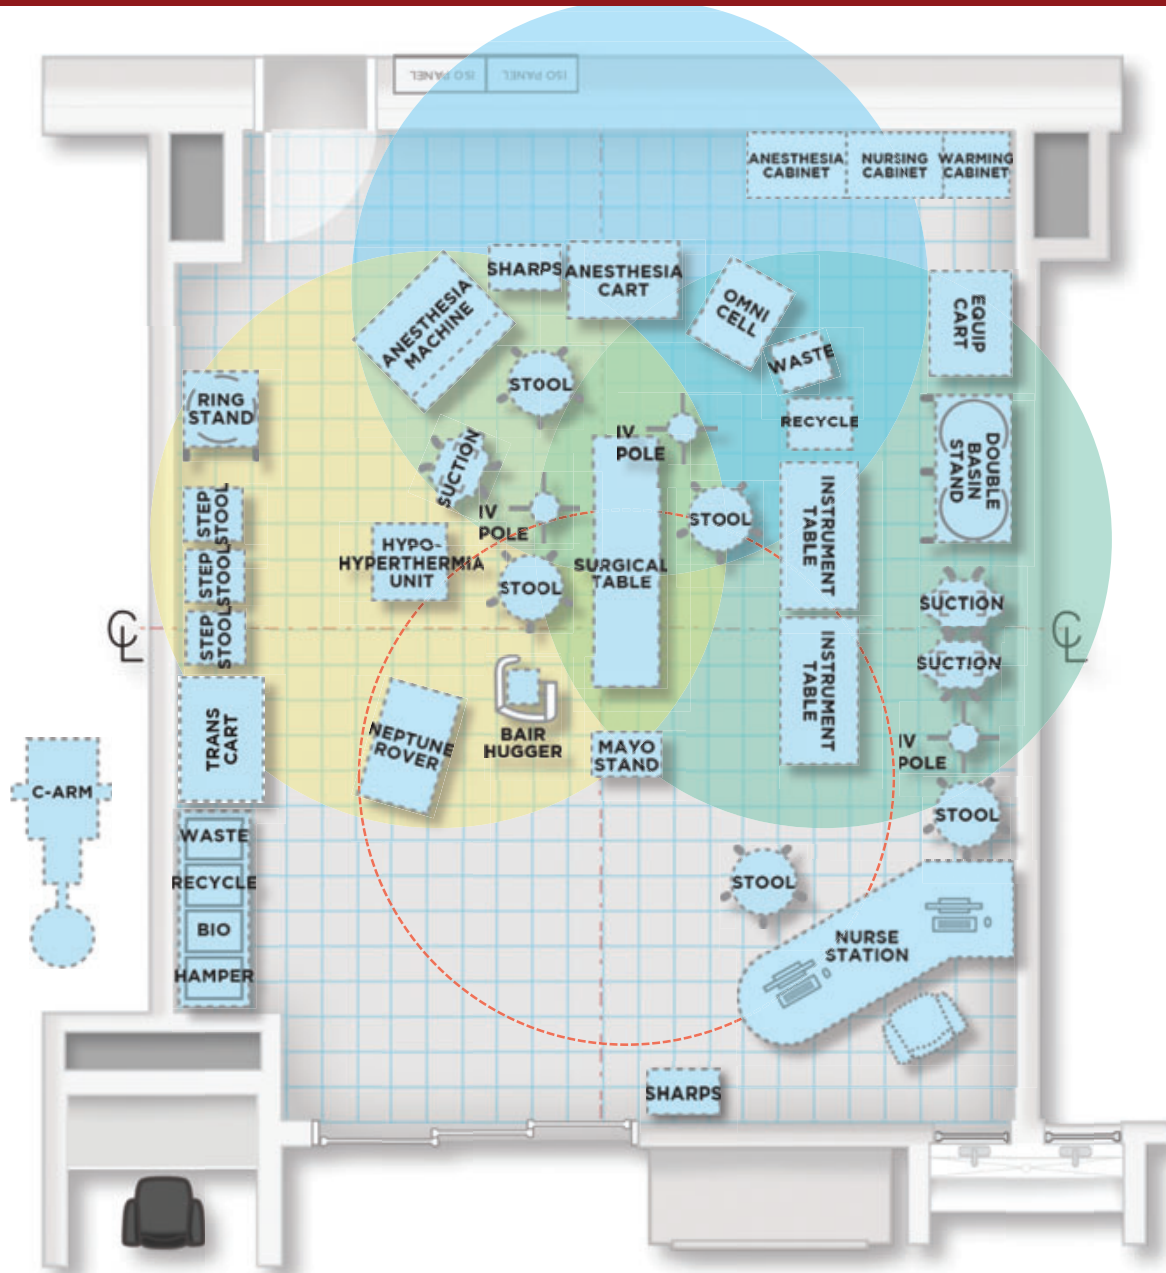 ISO PANEL
ISO PANEL
ANESTHESIA
CABINET
NURSING
CABINET
WARMING
CABINET
SHARPS
ANESTHESIA
CART
ANESTHESIA
MACHINE
OMNI
CELL
EQUIP
CART
WASTE
STOOL
RING
STAND
RECYCLE
IV
POLE
DOUBLE
BASIN
STAND
SUCTION
STEP
STOOL
IV
POLE
STOOL
INSTRUMENT
TABLE
HYPO-
HYPERTHERMIA
UNIT
STOOL
SURGICAL
TABLE
STEP
STOOL
SUCTION
STEP
STOOL
CL
CL
SUCTION
INSTRUMENT
TABLE
TRANS
CART
NEPTUNE
ROVER
BAIR
HUGGER
MAYO
STAND
IV
POLE
C-ARM
STOOL
WASTE
RECYCLE
STOOL
BIO
NURSE
STATION
HAMPER
SHARPS